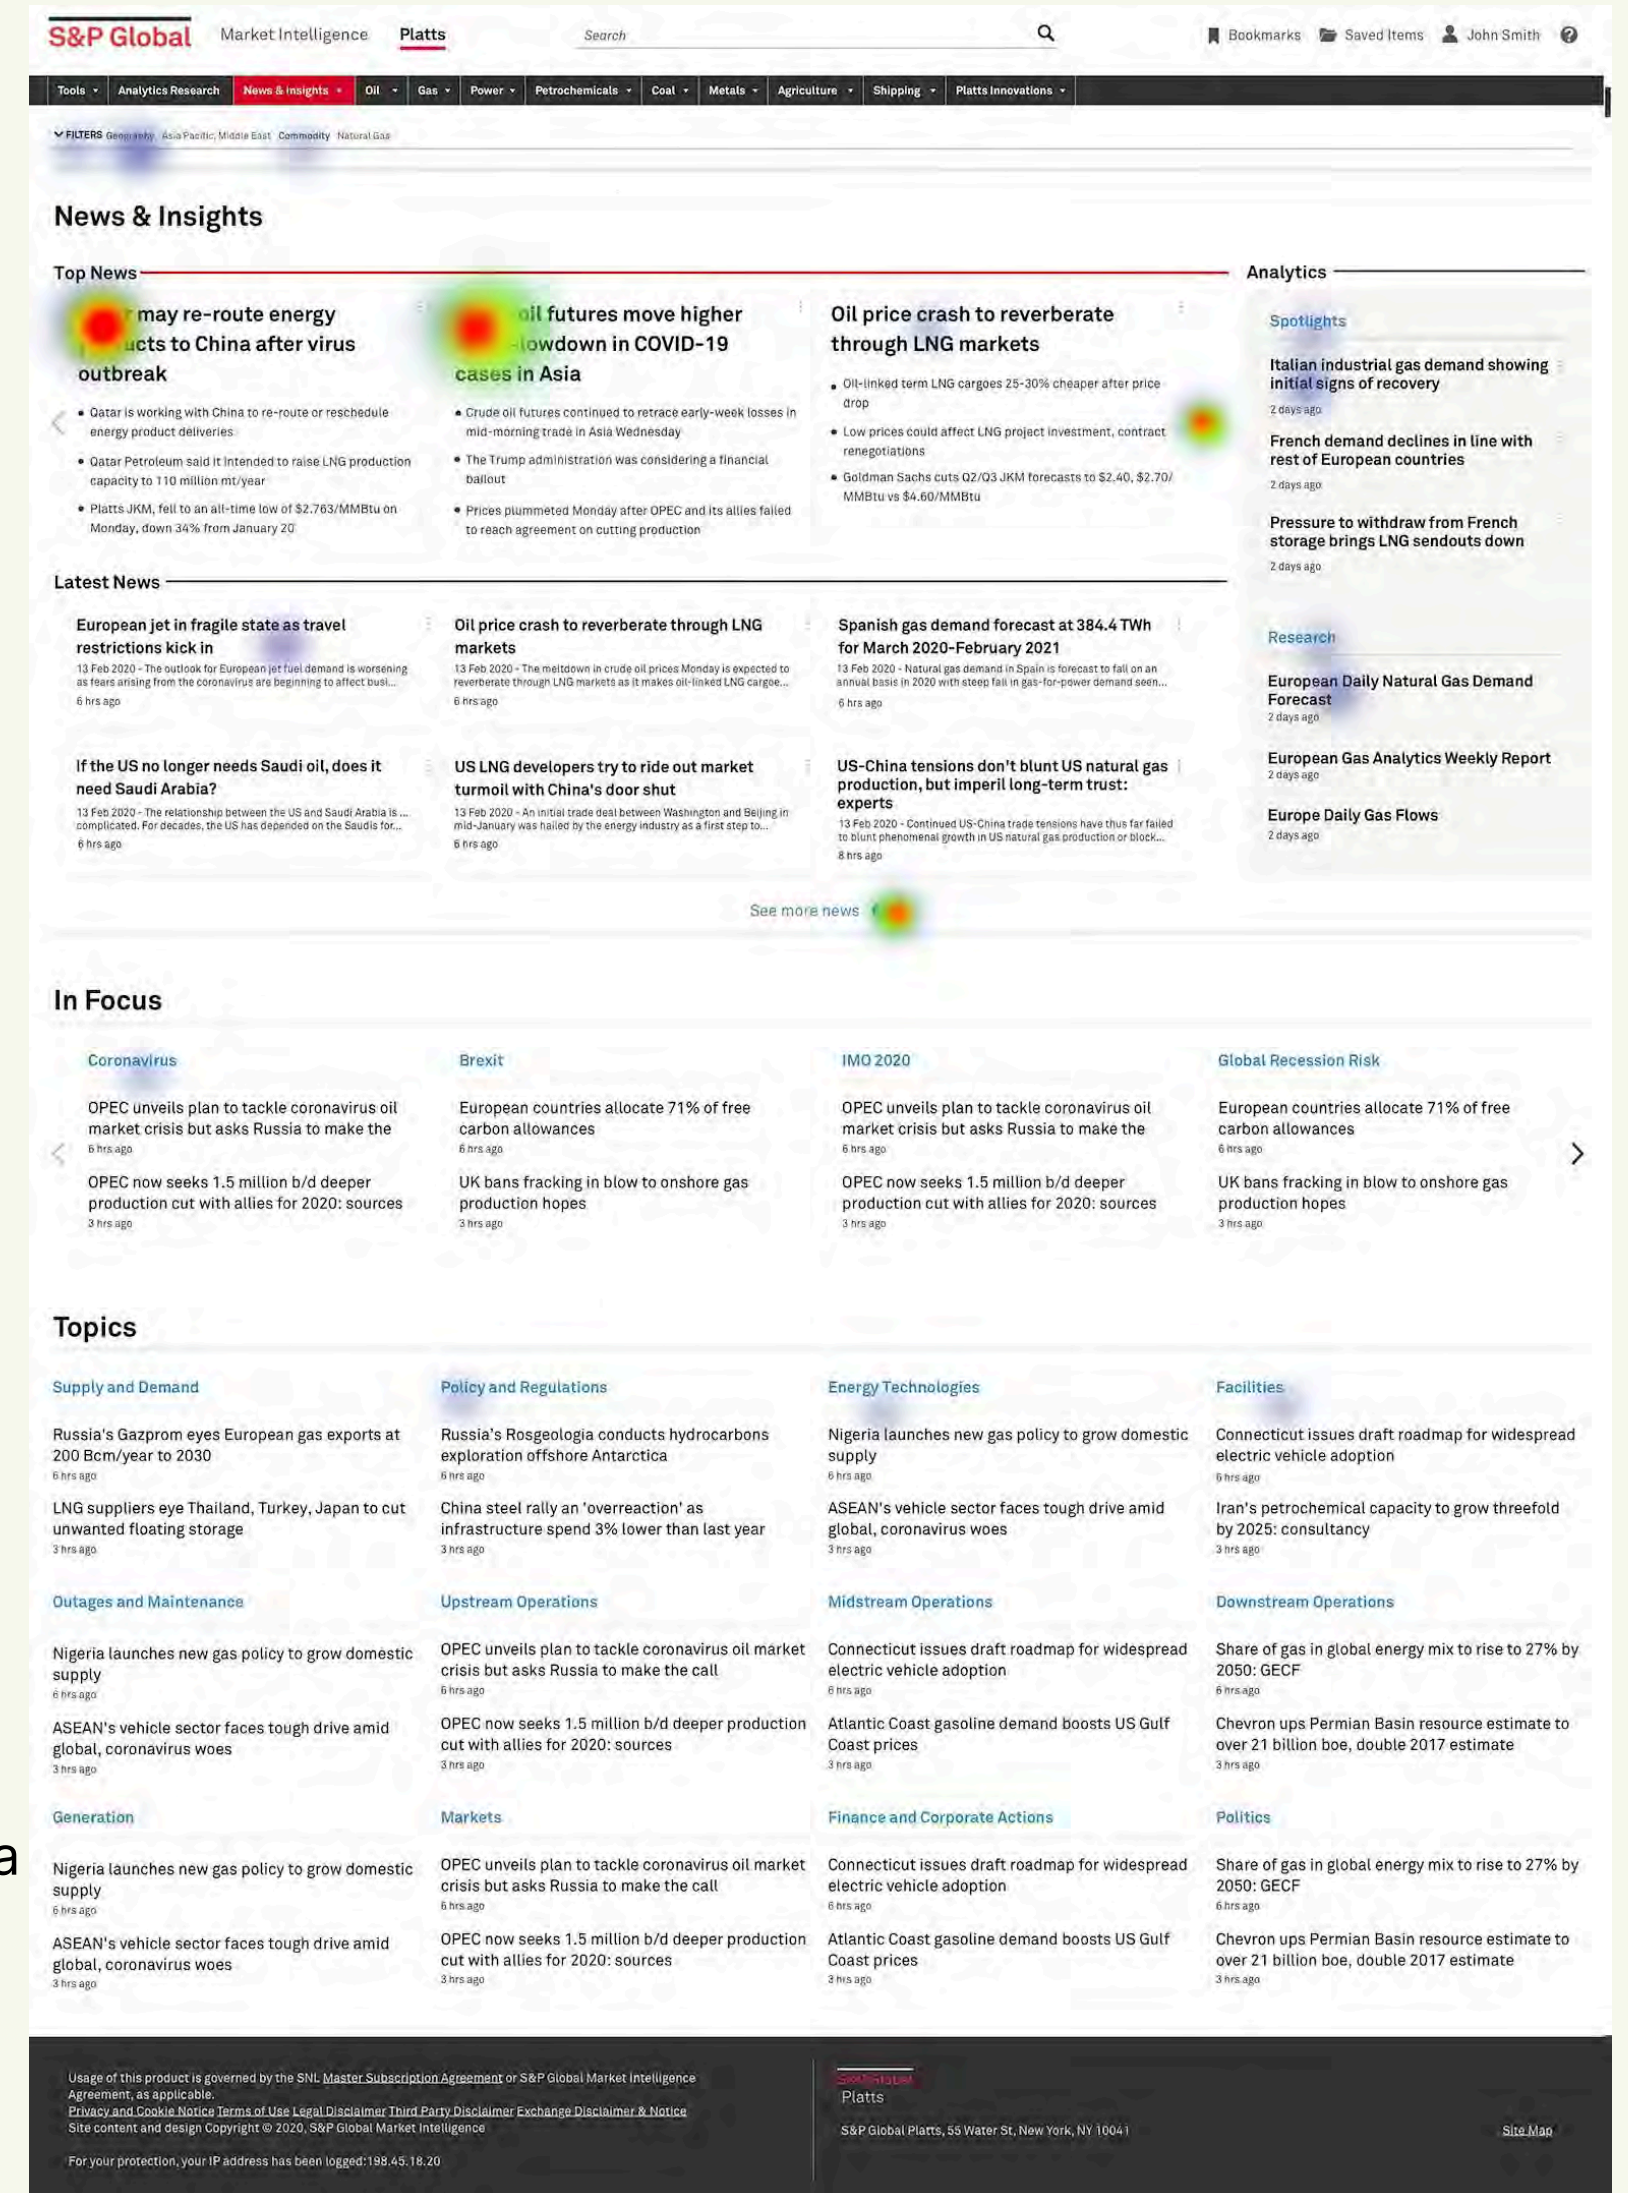 S&P Global
Market Intelligence
Platts
Search
Bookmarks
Saved Items
John Smith
?
Tools
Analytics Research
News & Insights
Oil
Gas
Power
Petrochemicals
Coal
Metals
Agriculture
Shipping
Platts Innovations
FILTERS Geography Asia Pacific, Middle East Commodity Natural Gas
News & Insights
Top News
may re-route energy
to China after virus
outbreak
Qatar is working with China to re-route or reschedule
energy product deliveries
Qatar Petroleum said it intended to raise LNG production
capacity to 110 million mt/year
Platts JKM, fell to an all-time low of $2.763/MMBtu on
Monday, down 34% from January 20
oil futures move higher
in COVID-19
cases in Asia
Crude oil futures continued to retrace early-week losses in
mid-morning trade in Asia Wednesday
The Trump administration was considering a financial
bailout
Prices plummeted Monday after OPEC and its allies failed
to reach agreement on cutting production
Oil price crash to reverberate
through LNG markets
Oil-linked term LNG cargoes 25-30% cheaper after price
drop
Low prices could affect LNG project investment, contract
renegotiations
Goldman Sachs cuts Q2/Q3 JKM forecasts to $2.40, $2.70/
MMBtu vs $4.60/MMBtu
Analytics
Spotlights
Italian industrial gas demand showing
initial signs of recovery
2 days ago
French demand declines in line with
rest of European countries
2 days ago
Pressure to withdraw from French
storage brings LNG sendouts down
2 days ago
Research
European Daily Natural Gas Demand
Forecast
2 days ago
European Gas Analytics Weekly Report
2 days ago
Europe Daily Gas Flows
2 days ago
Latest News
European jet in fragile state as travel
restrictions kick in
13 Feb 2020 - The outlook for European jet fuel demand is worsening
as fears arising from the coronavirus are beginning to affect busi...
6 hrs ago
Oil price crash to reverberate through LNG
markets
13 Feb 2020 - The meltdown in crude oil prices Monday is expected to
reverberate through LNG markets as it makes oil-linked LNG cargoe...
6 hrs ago
Spanish gas demand forecast at 384.4 TWh
for March 2020-February 2021
13 Feb 2020 - Natural gas demand in Spain is forecast to fall on an
annual basis in 2020 with steep fall in gas-for-power demand seen...
6 hrs ago
If the US no longer needs Saudi oil, does it
need Saudi Arabia?
13 Feb 2020 - The relationship between the US and Saudi Arabia is ...
complicated. For decades, the US has depended on the Saudis for...
6 hrs ago
US LNG developers try to ride out market
turmoil with China's door shut
13 Feb 2020 - An initial trade deal between Washington and Beijing in
mid-January was hailed by the energy industry as a first step to...
6 hrs ago
US-China tensions don't blunt US natural gas
production, but imperil long-term trust:
experts
13 Feb 2020 - Continued US-China trade tensions have thus far failed
to blunt phenomenal growth in US natural gas production or block...
8 hrs ago
See more news
In Focus
Coronavirus
OPEC unveils plan to tackle coronavirus oil
market crisis but asks Russia to make the
6 hrs ago
OPEC now seeks 1.5 million b/d deeper
production cut with allies for 2020: sources
3 hrs ago
Brexit
European countries allocate 71% of free
carbon allowances
6 hrs ago
UK bans fracking in blow to onshore gas
production hopes
3 hrs ago
IMO 2020
OPEC unveils plan to tackle coronavirus oil
market crisis but asks Russia to make the
6 hrs ago
OPEC now seeks 1.5 million b/d deeper
production cut with allies for 2020: sources
3 hrs ago
Global Recession Risk
European countries allocate 71% of free
carbon allowances
6 hrs ago
UK bans fracking in blow to onshore gas
production hopes
3 hrs ago
Topics
Supply and Demand
Russia's Gazprom eyes European gas exports at
200 Bcm/year to 2030
6 hrs ago
LNG suppliers eye Thailand, Turkey, Japan to cut
unwanted floating storage
3 hrs ago
Policy and Regulations
Russia's Rosgeologia conducts hydrocarbons
exploration offshore Antarctica
6 hrs ago
China steel rally an 'overreaction' as
infrastructure spend 3% lower than last year
3 hrs ago
Energy Technologies
Nigeria launches new gas policy to grow domestic
supply
6 hrs ago
ASEAN's vehicle sector faces tough drive amid
global, coronavirus woes
3 hrs ago
Facilities
Connecticut issues draft roadmap for widespread
electric vehicle adoption
6 hrs ago
Iran's petrochemical capacity to grow threefold
by 2025: consultancy
3 hrs ago
Outages and Maintenance
Nigeria launches new gas policy to grow domestic
supply
6 hrs ago
ASEAN's vehicle sector faces tough drive amid
global, coronavirus woes
3 hrs ago
Upstream Operations
OPEC unveils plan to tackle coronavirus oil market
crisis but asks Russia to make the call
6 hrs ago
OPEC now seeks 1.5 million b/d deeper production
cut with allies for 2020: sources
3 hrs ago
Midstream Operations
Connecticut issues draft roadmap for widespread
electric vehicle adoption
6 hrs ago
Atlantic Coast gasoline demand boosts US Gulf
Coast prices
3 hrs ago
Downstream Operations
Share of gas in global energy mix to rise to 27% by
2050: GECF
6 hrs ago
Chevron ups Permian Basin resource estimate to
over 21 billion boe, double 2017 estimate
3 hrs ago
Generation
Nigeria launches new gas policy to grow domestic
supply
6 hrs ago
ASEAN's vehicle sector faces tough drive amid
global, coronavirus woes
3 hrs ago
Markets
OPEC unveils plan to tackle coronavirus oil market
crisis but asks Russia to make the call
6 hrs ago
OPEC now seeks 1.5 million b/d deeper production
cut with allies for 2020: sources
3 hrs ago
Finance and Corporate Actions
Connecticut issues draft roadmap for widespread
electric vehicle adoption
6 hrs ago
Atlantic Coast gasoline demand boosts US Gulf
Coast prices
3 hrs ago
Politics
Share of gas in global energy mix to rise to 27% by
2050: GECF
6 hrs ago
Chevron ups Permian Basin resource estimate to
over 21 billion boe, double 2017 estimate
3 hrs ago
a
Usage of this product is governed by the SNL Master Subscription Agreement or S&P Global Market Intelligence
Agreement, as applicable.
Privacy and Cookie Notice Terms of Use Legal Disclaimer Third Party Disclaimer Exchange Disclaimer & Notice
Site content and design Copyright © 2020, S&P Global Market Intelligence
For your protection, your IP address has been logged:198.45.18.20
S&P Global
Platts
S&P Global Platts, 55 Water St, New York, NY 10041
Site Map